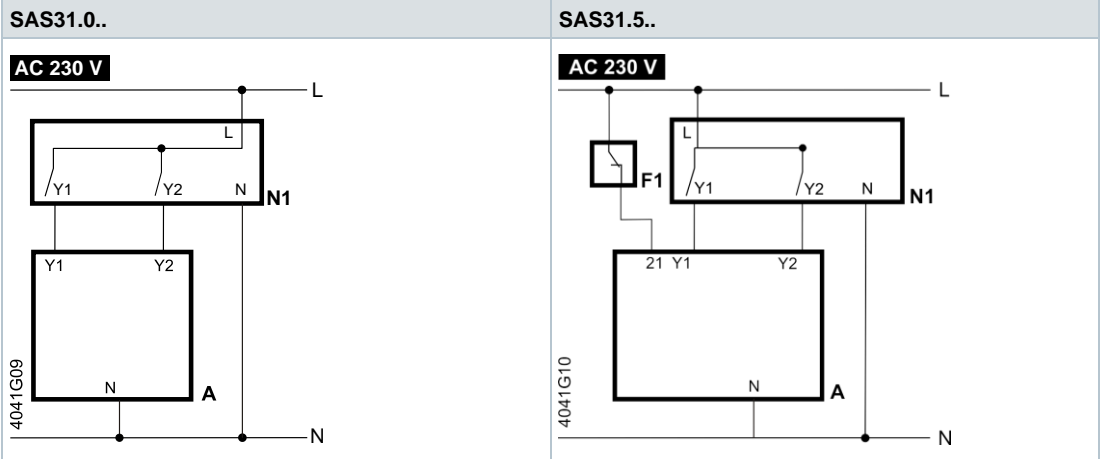 SAS31.0..
SAS31.5..
AC 230 V
L
L
Y1
Y2
N
N1
Y1
Y2
N
A
N
4041G09
AC 230 V
L
F1
L
Y1
Y2
N
N1
21
Y1
Y2
N
A
N
4041G10